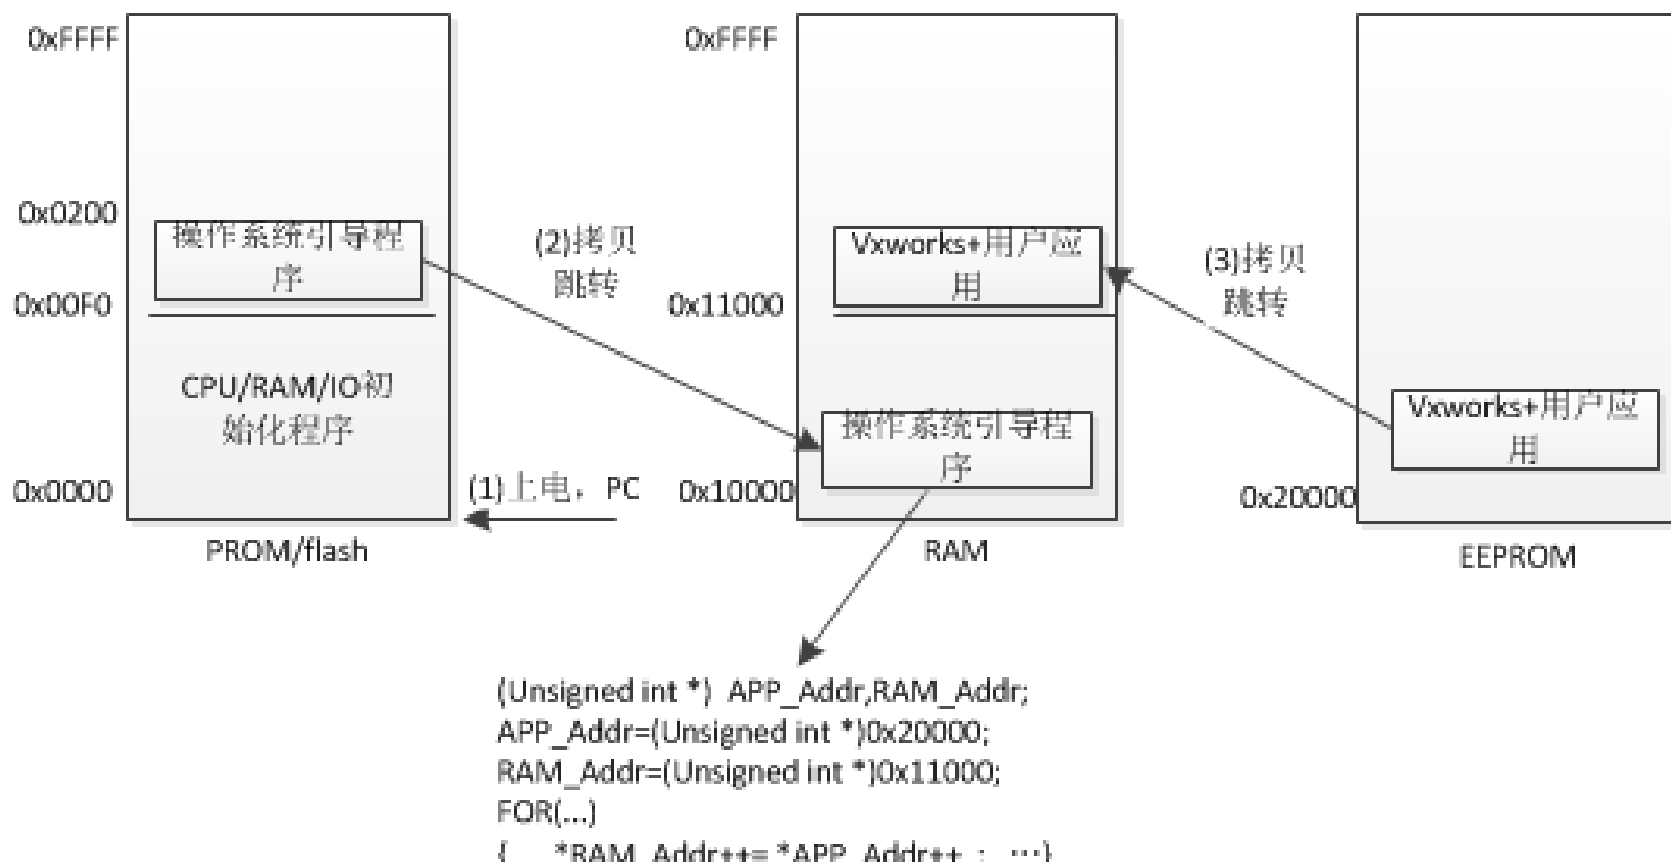 0xFFFF
0x0200
操作系统引导程
序
0x00F0
CPU/RAM/IO初
始化程序
0x0000
PROM/flash
(1)上电，PC
(2)拷贝
跳转
0xFFFF
Vxworks+用户应
用
0x11000
操作系统引导程
序
0x10000
RAM
(3)拷贝
跳转
Vxworks+用户应
用
0x20000
EEPROM
(Unsigned int *) APP_Addr,RAM_Addr;
APP_Addr=(Unsigned int *)0x20000;
RAM_Addr=(Unsigned int *)0x11000;
FOR(...)
{ *RAM_Addr++= *APP_Addr++ ; …}